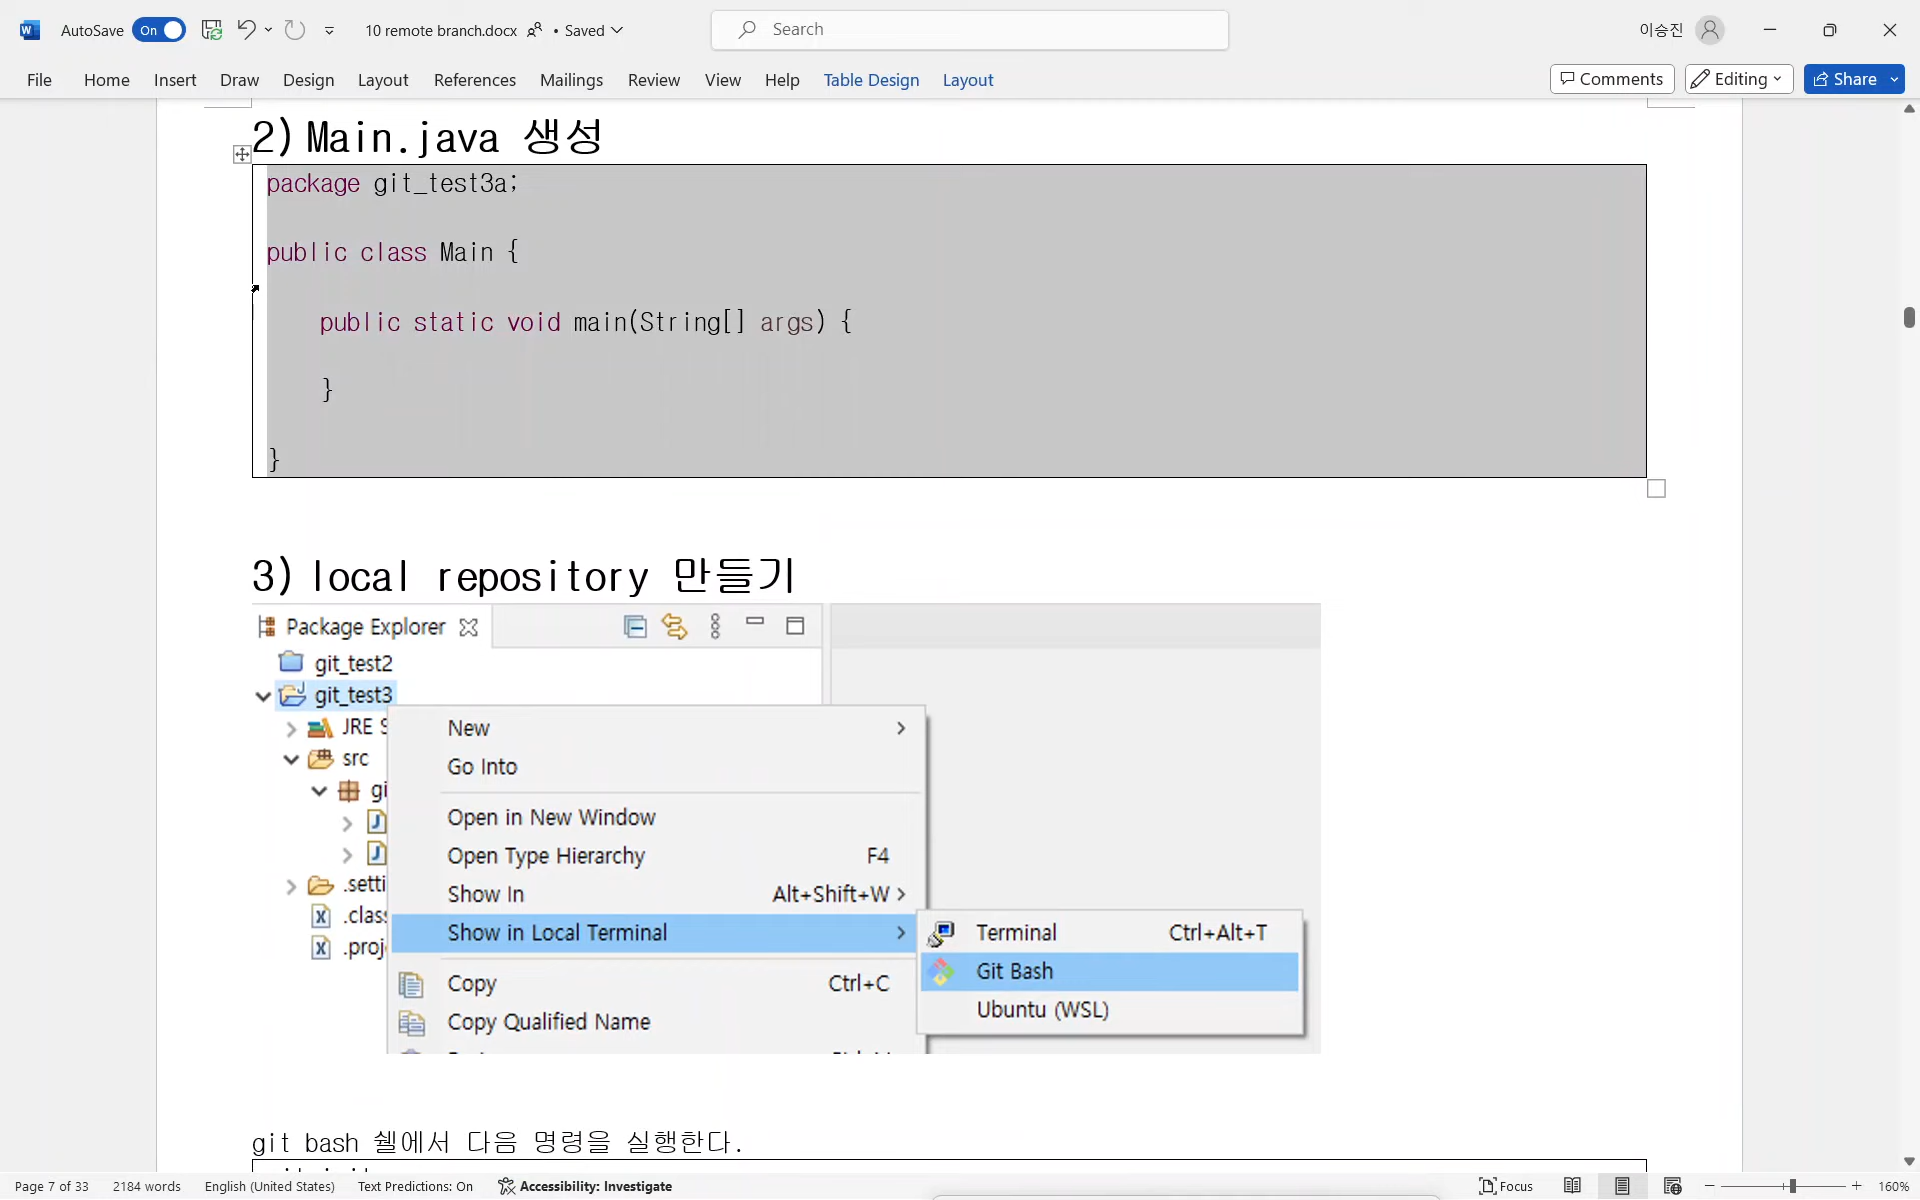 AutoSave On 10 remote branch.docx • Saved Search 이승진
File Home Insert Draw Design Layout References Mailings Review View Help Table Design Layout Comments Editing Share
2) Main.java 생성
package git_test3a;
public class Main {
public static void main(String[] args) {
}
}
3) local repository 만들기
Package Explorer
git_test2
git_test3
JRE S
New
src
Go Into
gi
Open in New Window
Open Type Hierarchy F4
.setti
Show In Alt+Shift+W
.class
Show in Local Terminal
Terminal Ctrl+Alt+T
.proj
Git Bash
Copy Ctrl+C
Ubuntu (WSL)
Copy Qualified Name
git bash 쉘에서 다음 명령을 실행한다.
Page 7 of 33 2184 words English (United States) Text Predictions: On Accessibility: Investigate Focus 160%